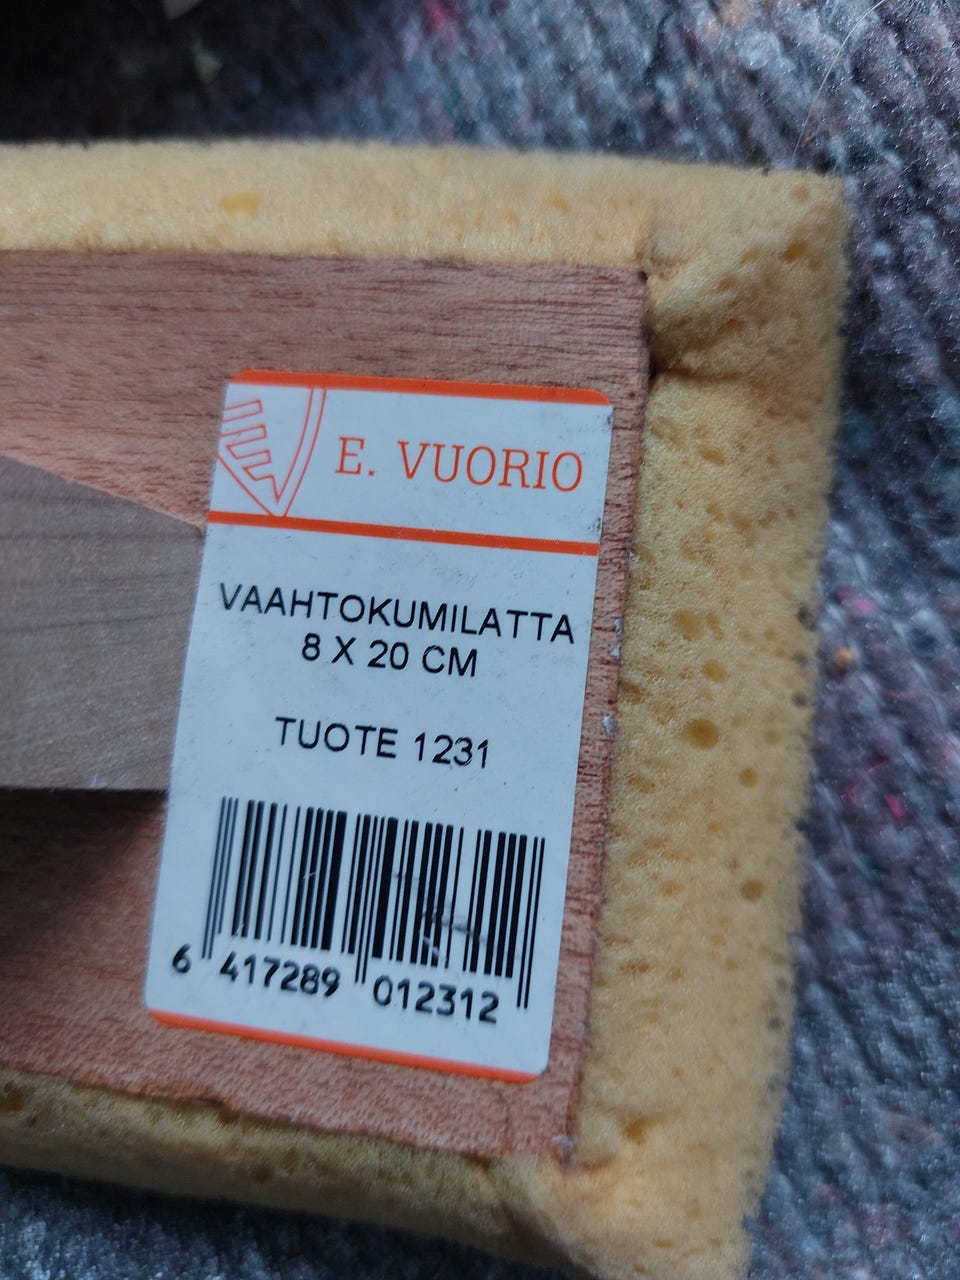 E. VUORIO
VAAHTOKUMILATTA
8 X 20 CM
TUOTE 1231
6 417289 012312